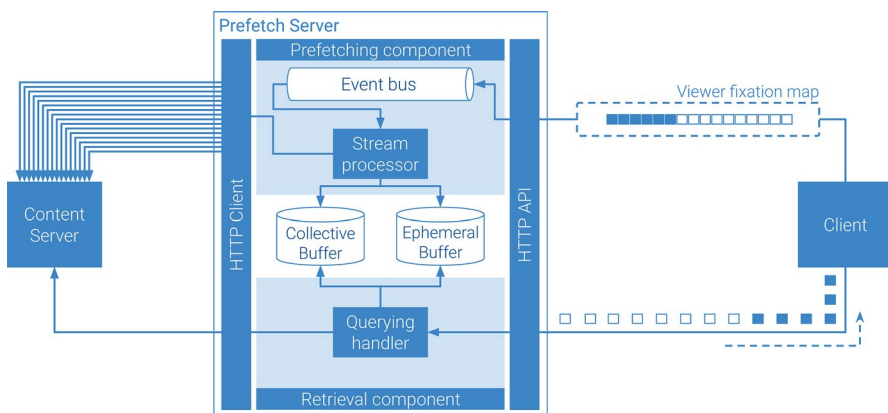 Prefetch Server
Prefetching component
Event bus
Viewer fixation map
Stream
processor
Content
Server
HTTP Client
Collective
Buffer
Ephemeral
Buffer
HTTP API
Client
Querying
handler
Retrieval component